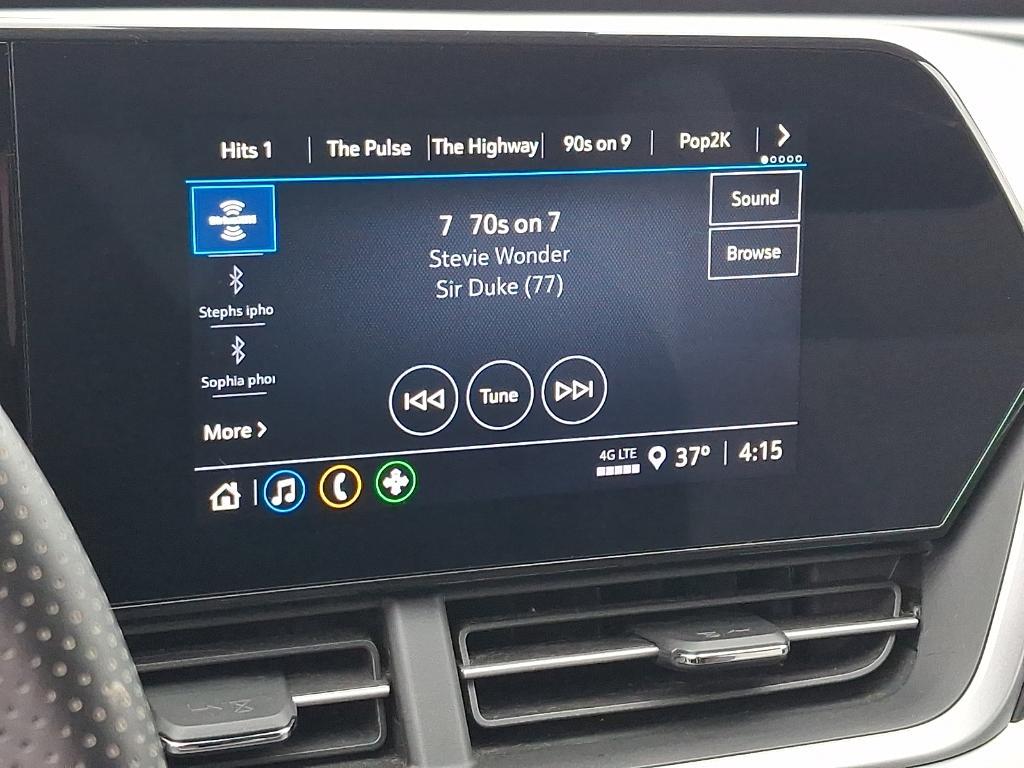 Hits 1 | The Pulse | The Highway | 90s on 9 | Pop2K |
Sound
7 70s on 7
Browse
Stevie Wonder
Sir Duke (77)
Stephs ipho
Sophia phoi
Tune
More
4G LTE
37° | 4:15